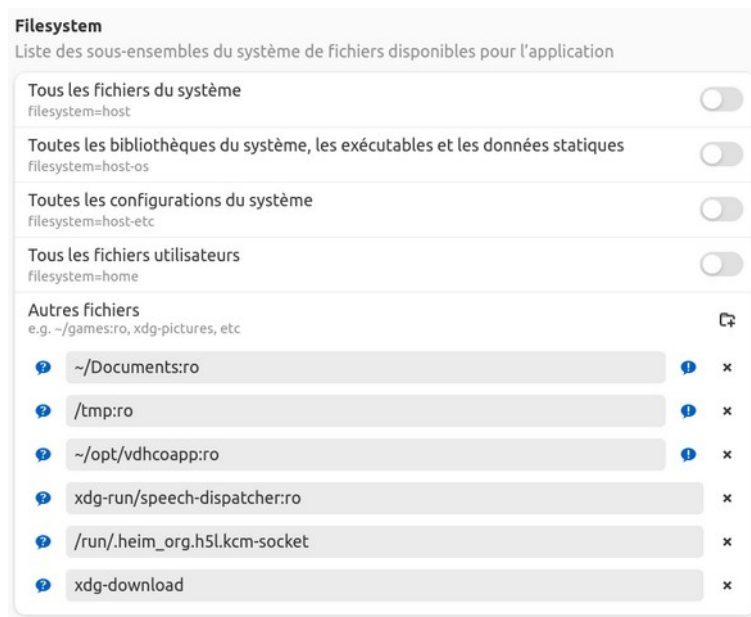 Filesystem
Liste des sous-ensembles du système de fichiers disponibles pour l’application
Tous les fichiers du système
filesystem=host
Toutes les bibliothèques du système, les exécutables et les données statiques
filesystem=host-os
Toutes les configurations du système
filesystem=host-etc
Tous les fichiers utilisateurs
filesystem=home
Autres fichiers
e.g. ~/games:ro, xdg-pictures, etc
~/Documents:ro
/tmp:ro
~/opt/vdhcoapp:ro
xdg-run/speech-dispatcher:ro
/run/.heim_org.h5l.kcm-socket
xdg-download